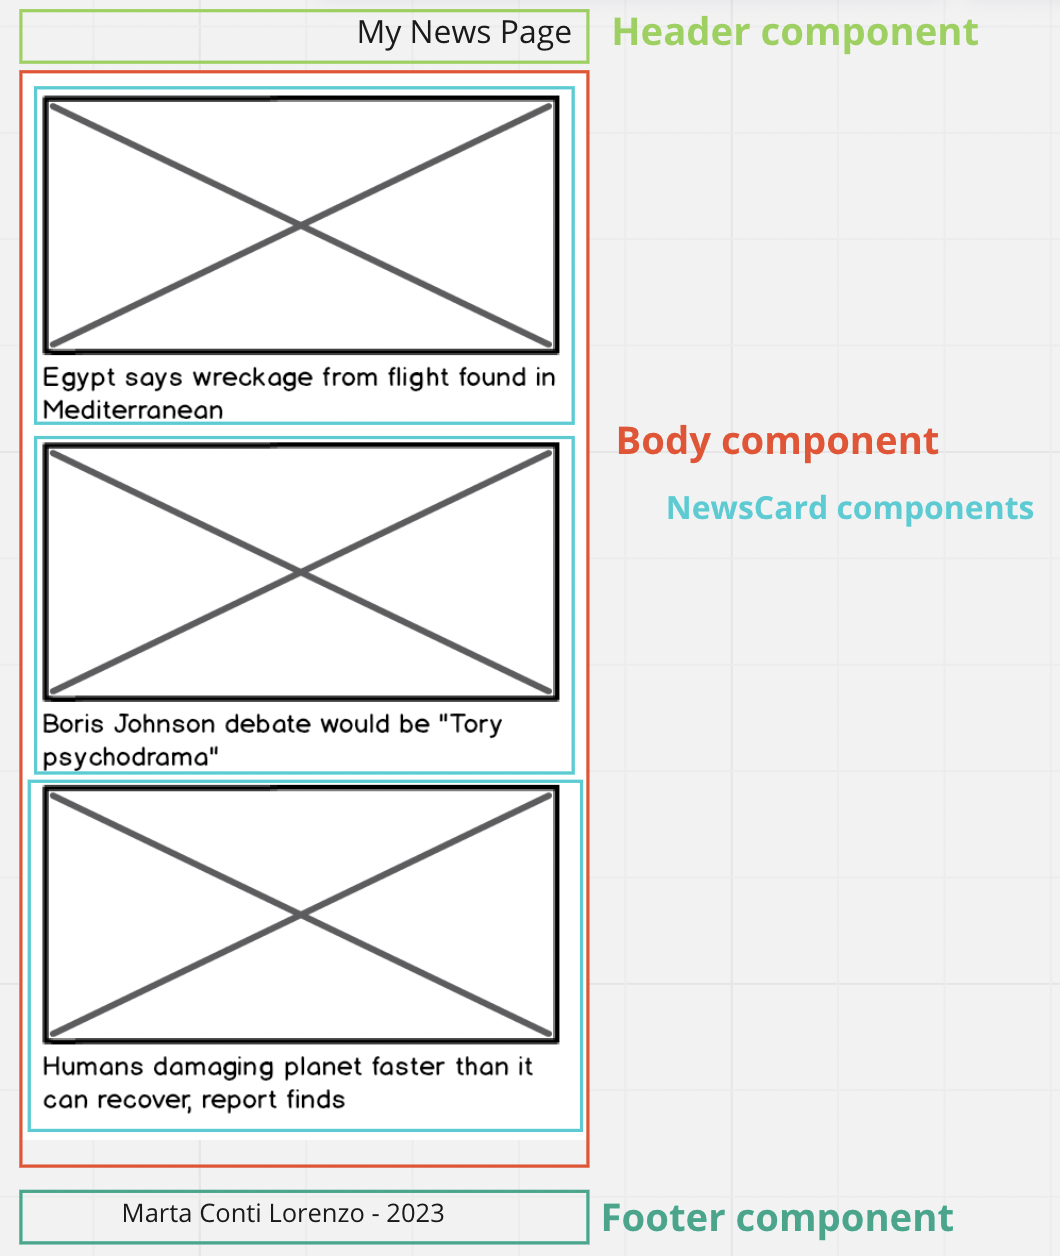 My News Page
Header component
Egypt says wreckage from flight found in
Mediterranean
Body component
NewsCard components
Boris Johnson debate would be "Tory
psychodrama"
Humans damaging planet faster than it
can recover, report finds
Marta Conti Lorenzo - 2023
Footer component